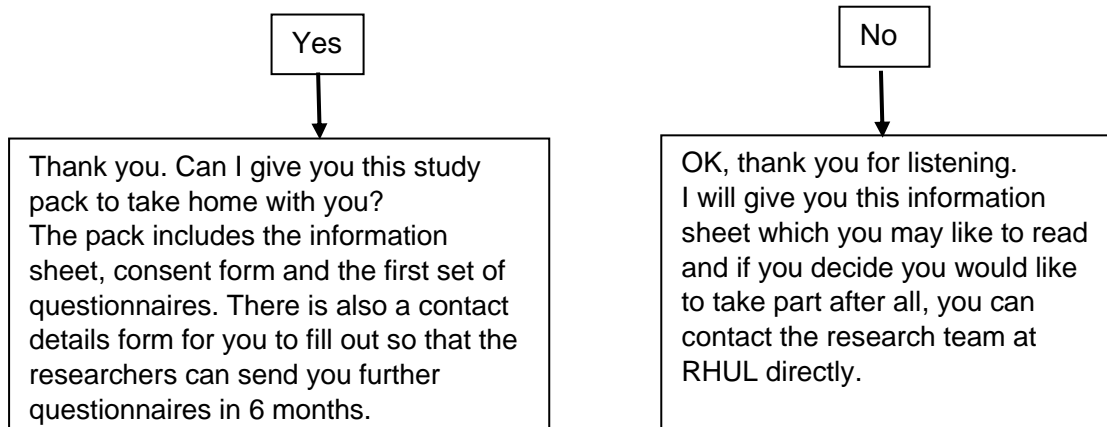 Yes
Thank you. Can I give you this study
pack to take home with you?
The pack includes the information
sheet, consent form and the first set of
questionnaires. There is also a contact
details form for you to fill out so that the
researchers can send you further
questionnaires in 6 months.
No
OK, thank you for listening.
I will give you this information
sheet which you may like to read
and if you decide you would like
to take part after all, you can
contact the research team at
RHUL directly.